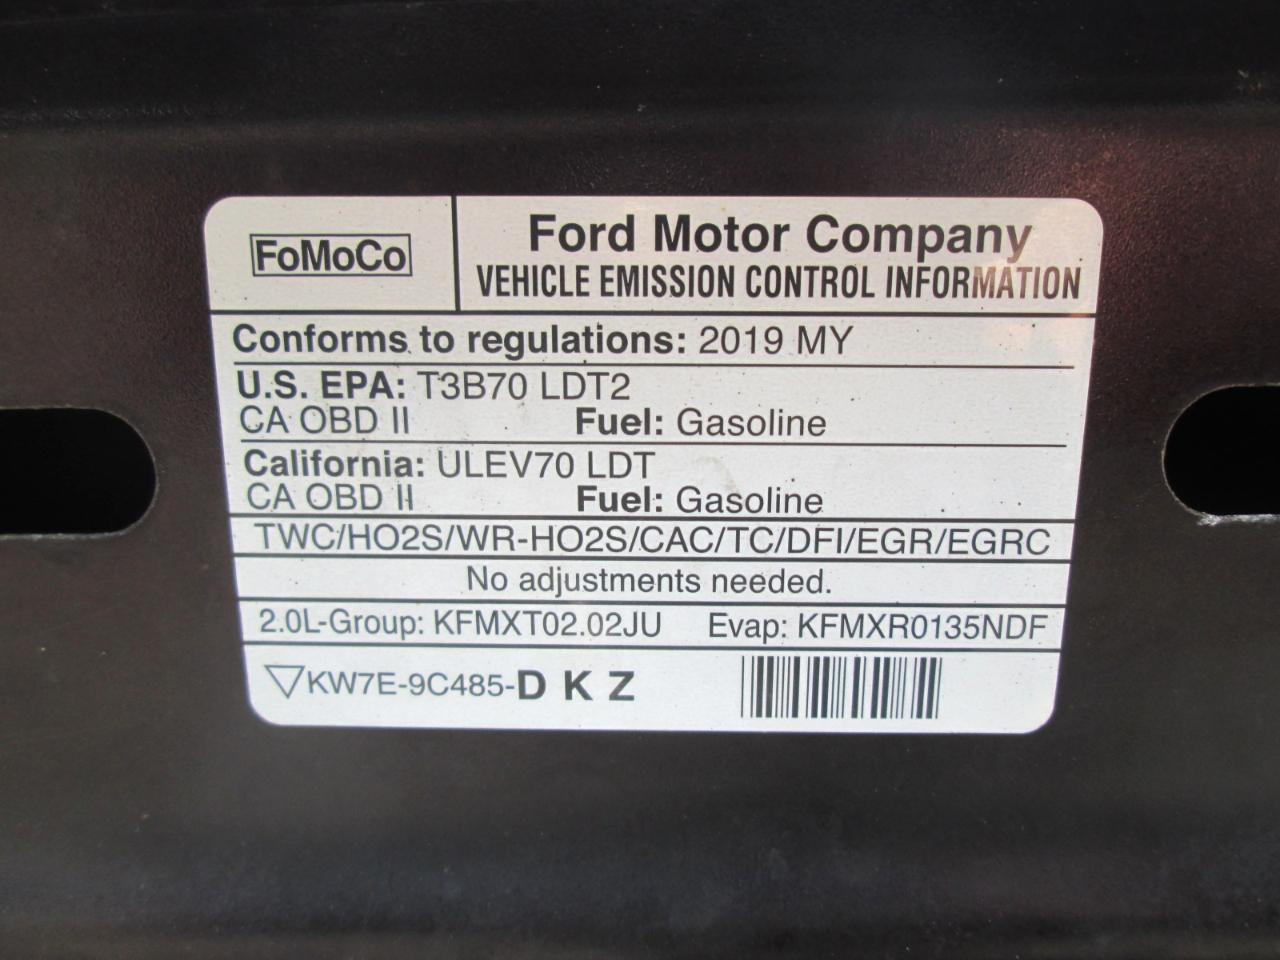 FoMoCo
Ford Motor Company
VEHICLE EMISSION CONTROL INFORMATION
Conforms to regulations: 2019 MY
U.S. EPA: T3B70 LDT2
CA OBD II Fuel: Gasoline
California: ULEV70 LDT
CA OBD II Fuel: Gasoline
TWC/HO2S/WR-HO2S/CAC/TC/DFI/EGR/EGRC
No adjustments needed.
2.0L-Group: KFMXT02.02JU Evap: KFMXR0135NDF
KW7E-9C485-D K Z